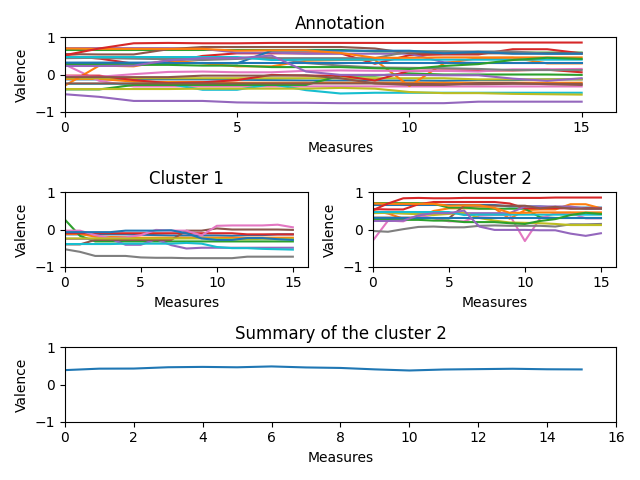 Annotation
Valence
1
0
−1
0 5 10 15
Measures
Cluster 1
Valence
1
0
−1
0 5 10 15
Measures
Cluster 2
Valence
1
0
−1
0 5 10 15
Measures
Summary of the cluster 2
Valence
1
0
−1
0 2 4 6 8 10 12 14 16
Measures